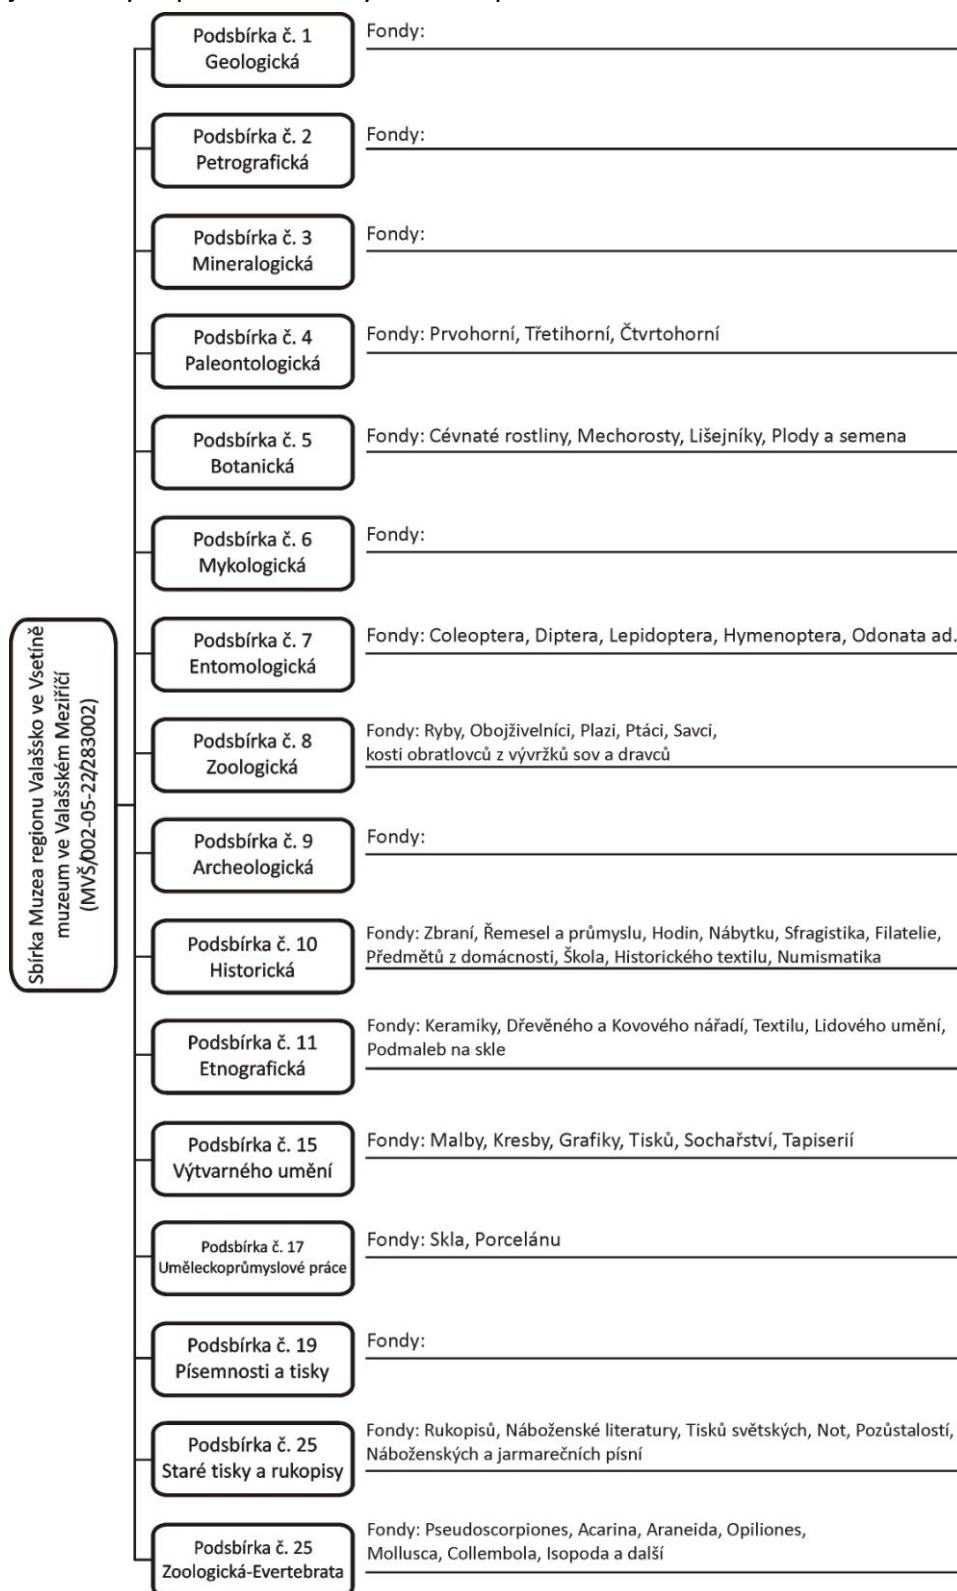 Podsbírka č. 1
Geologická
Fondy:
Podsbírka č. 2
Petrografická
Fondy:
Podsbírka č. 3
Mineralogická
Fondy:
Podsbírka č. 4
Paleontologická
Fondy: Prvohorní, Třetihorní, Čtvrtohorní
Podsbírka č. 5
Botanická
Fondy: Cévnaté rostliny, Mechorosty, Lišejníky, Plody a semena
Podsbírka č. 6
Mykologická
Fondy:
Podsbírka č. 7
Entomologická
Fondy: Coleoptera, Diptera, Lepidoptera, Hymenoptera, Odonata ad.
Sbírka Muzea regionu Valašsko ve Vsetíně
muzeum ve Valašském Meziříčí
(MVŠ/002-05-22/283002)
Podsbírka č. 8
Zoologická
Fondy: Ryby, Obojživelníci, Plazi, Ptáci, Savci,
kosti obratlovců z vývržků sov a dravců
Podsbírka č. 9
Archeologická
Fondy:
Podsbírka č. 10
Historická
Fondy: Zbraní, Řemesel a průmyslu, Hodin, Nábytku, Sfragistika, Filatelie,
Předmětů z domácnosti, Škola, Historického textilu, Numismatika
Podsbírka č. 11
Etnografická
Fondy: Keramiky, Dřevěného a Kovového nářadí, Textilu, Lidového umění,
Podmaleb na skle
Podsbírka č. 15
Výtvarného umění
Fondy: Malby, Kresby, Grafiky, Tisků, Sochařství, Tapiserií
Podsbírka č. 17
Uměleckoprůmyslové práce
Fondy: Skla, Porcelánu
Podsbírka č. 19
Písemnosti a tisky
Fondy:
Podsbírka č. 25
Staré tisky a rukopisy
Fondy: Rukopisů, Náboženské literatury, Tisků světských, Not, Pozůstalostí,
Náboženských a jarmarečních písní
Podsbírka č. 25
Zoologická-Evertebrata
Fondy: Pseudoscorpiones, Acarina, Araneida, Opiliones,
Mollusca, Collembola, Isopoda a další